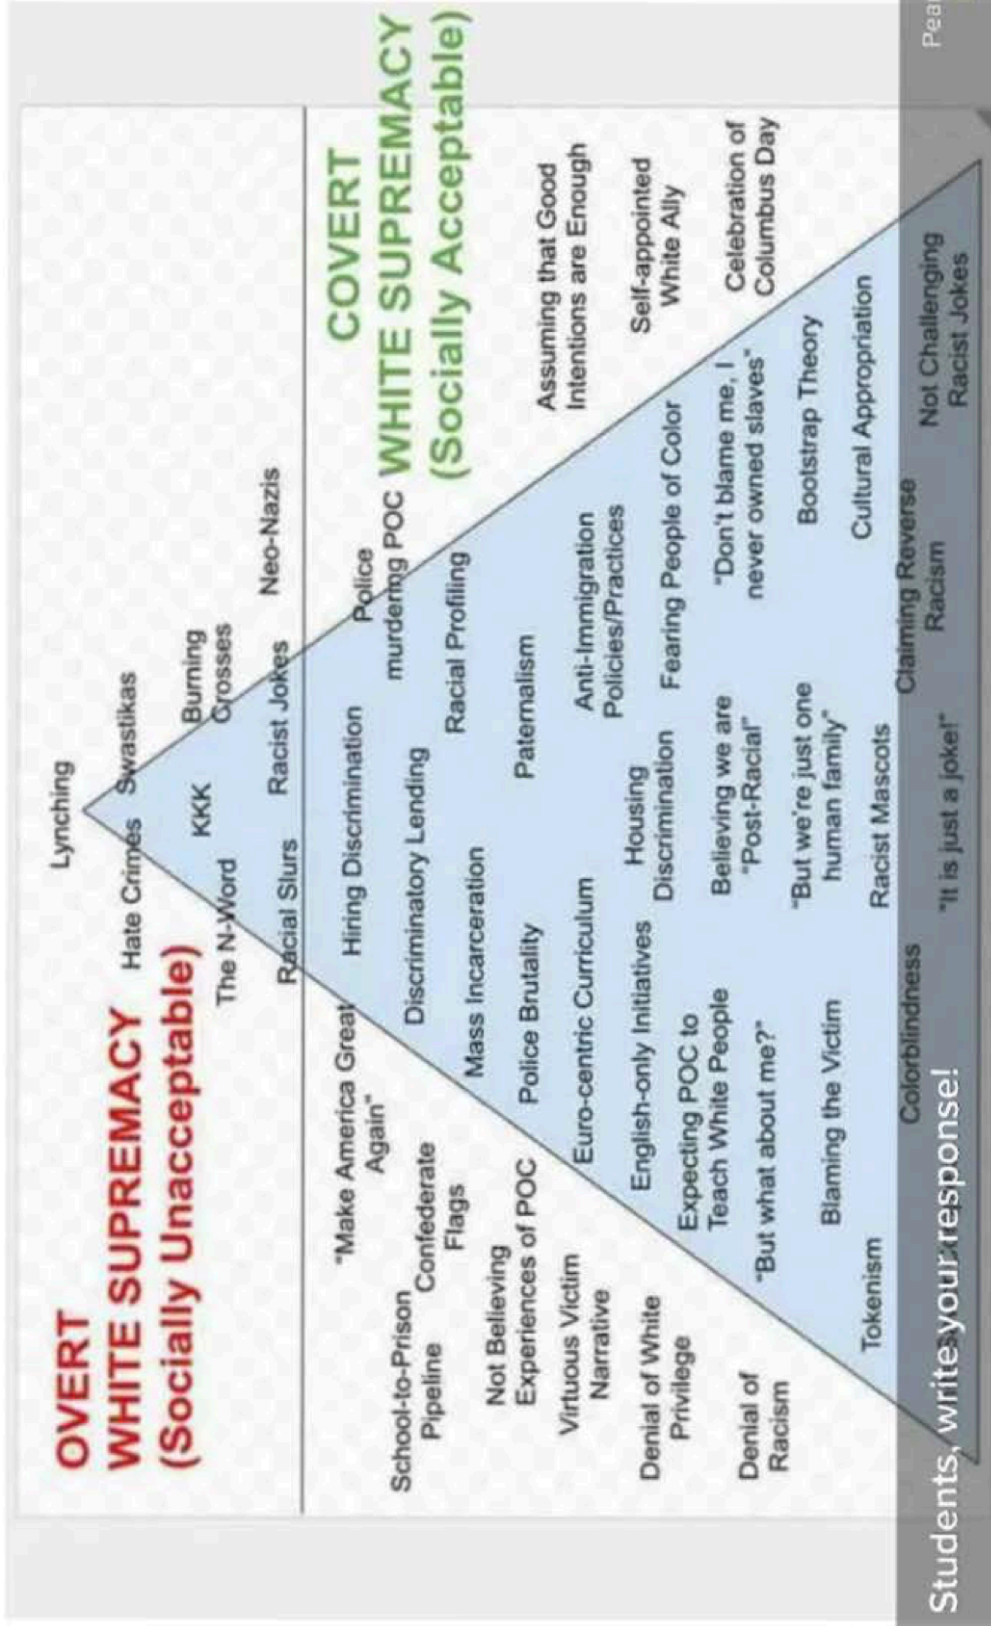 OVERT
WHITE SUPREMACY
(Socially Unacceptable)
Lynching
Hate Crimes
Swastikas
The N-Word
KKK
Burning
Crosses
Racial Slurs
Racist Jokes
Neo-Nazis
COVERT
WHITE SUPREMACY
(Socially Acceptable)
"Make America Great
Again"
Hiring Discrimination
Police
murdering POC
School-to-Prison
Pipeline
Confederate
Flags
Discriminatory Lending
Racial Profiling
Mass Incarceration
Not Believing
Experiences of POC
Police Brutality
Paternalism
Assuming that Good
Intentions are Enough
Virtuous Victim
Narrative
Euro-centric Curriculum
Anti-Immigration
Policies/Practices
Denial of White
Privilege
English-only Initiatives
Housing
Discrimination
Fearing People of Color
Self-appointed
White Ally
Expecting POC to
Teach White People
Believing we are
"Post-Racial"
"Don't blame me, I
never owned slaves"
Celebration of
Columbus Day
Denial of
Racism
"But what about me?"
"But we're just one
human family"
Bootstrap Theory
Blaming the Victim
Tokenism
Racist Mascots
Cultural Appropriation
Colorblindness
Claiming Reverse
Racism
"It is just a joke!"
Not Challenging
Racist Jokes
Students, write your response!